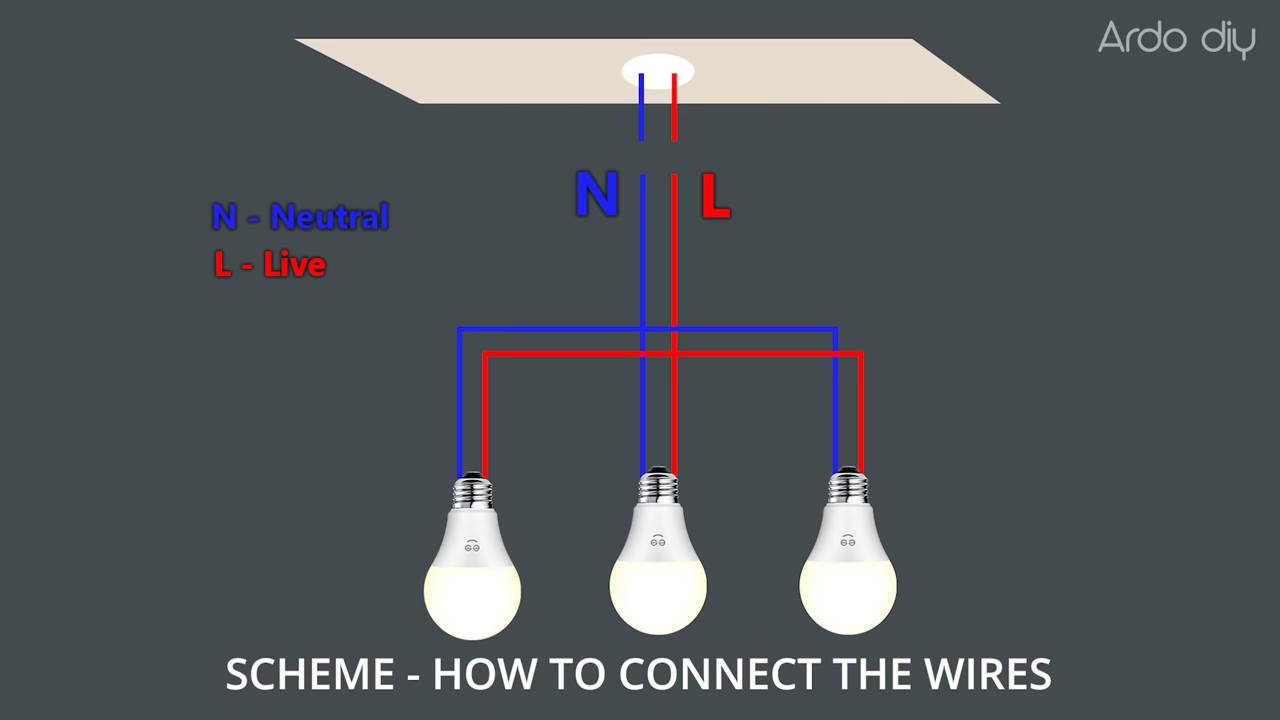 Ardo diy
N L
N - Neutral
L - Live
SCHEME - HOW TO CONNECT THE WIRES